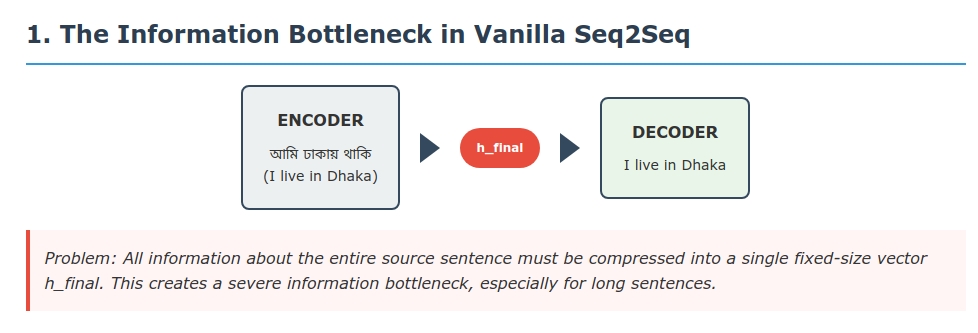 1. The Information Bottleneck in Vanilla Seq2Seq
ENCODER
আমি ঢাকায় থাকি
(I live in Dhaka)
h_final
DECODER
I live in Dhaka
Problem: All information about the entire source sentence must be compressed into a single fixed-size vector
h_final. This creates a severe information bottleneck, especially for long sentences.